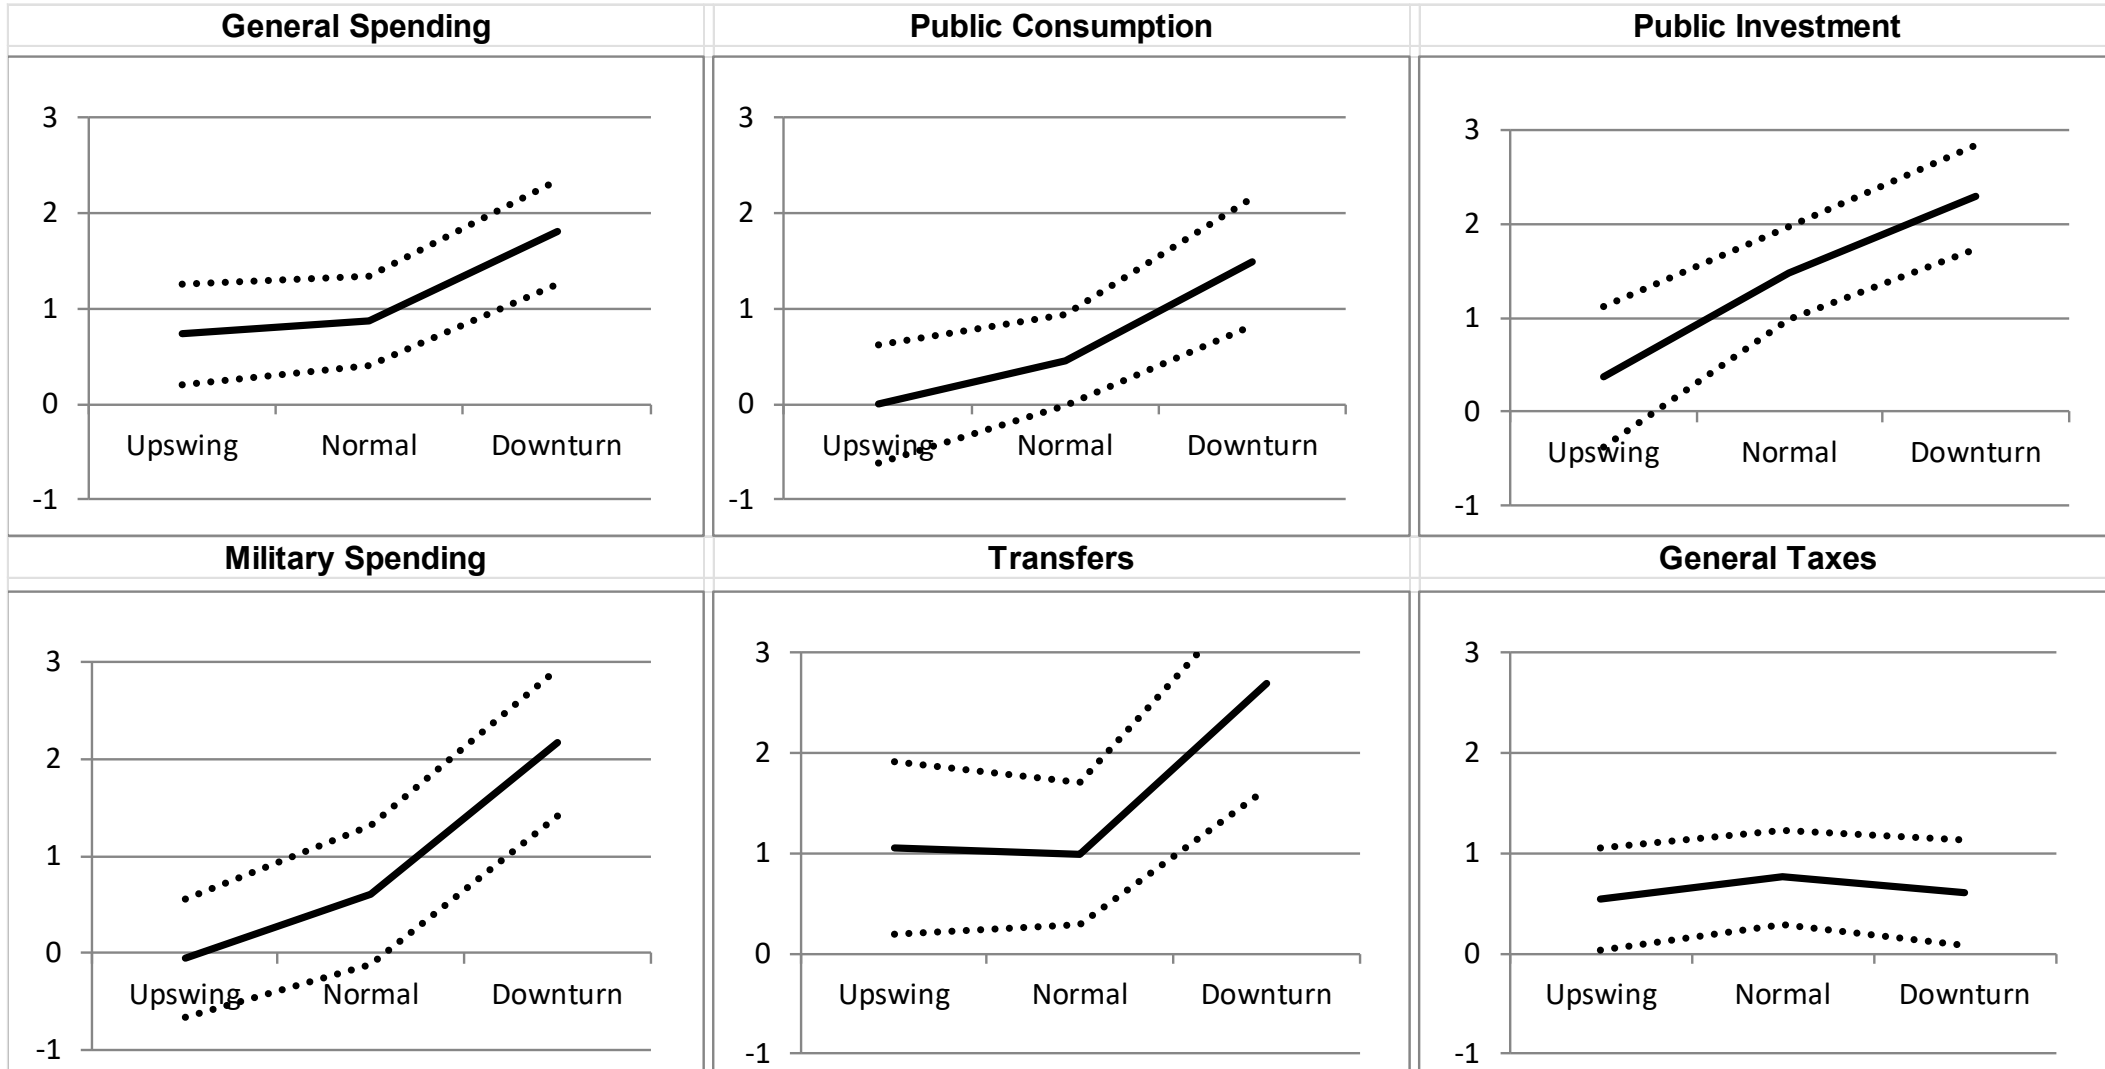 General Spending
Public Consumption
Public Investment
3
2
1
0
-1
Upswing Normal Downturn
3
2
1
0
-1
Upswing Normal Downturn
3
2
1
0
-1
Upswing Normal Downturn
Military Spending
Transfers
General Taxes
3
2
1
0
-1
Upswing Normal Downturn
3
2
1
0
-1
Upswing Normal Downturn
3
2
1
0
-1
Upswing Normal Downturn